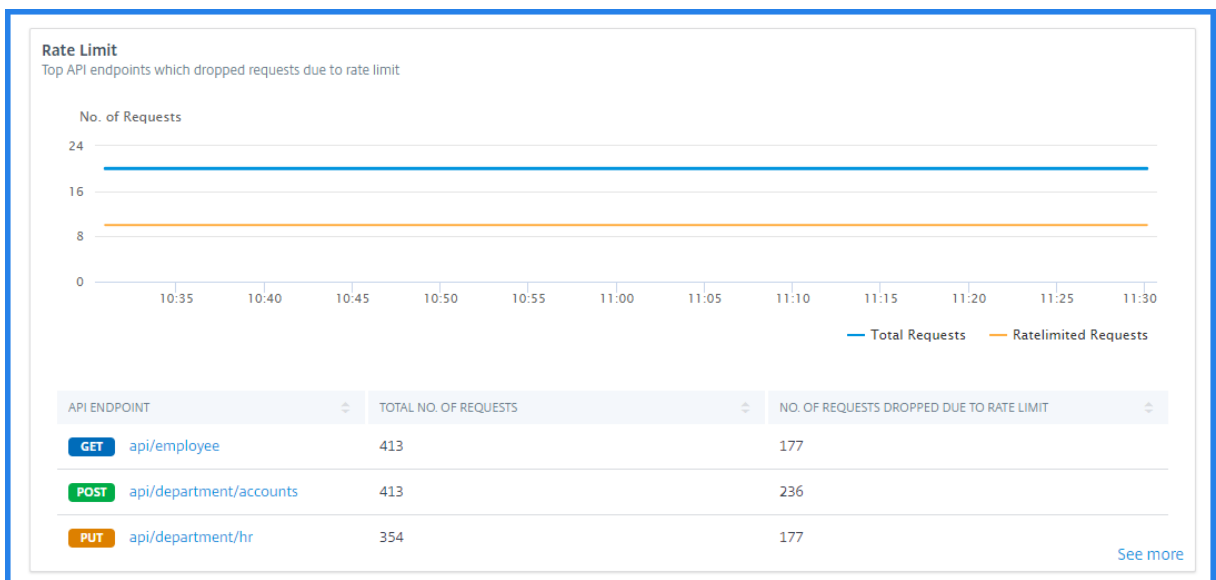 Rate Limit
Top API endpoints which dropped requests due to rate limit
No. of Requests
24
16
8
0
10:35 10:40 10:45 10:50 10:55 11:00 11:05 11:10 11:15 11:20 11:25 11:30
Total Requests Ratelimited Requests
API ENDPOINT TOTAL NO. OF REQUESTS NO. OF REQUESTS DROPPED DUE TO RATE LIMIT
GET api/employee 413 177
POST api/department/accounts 413 236
PUT api/department/hr 354 177
See more